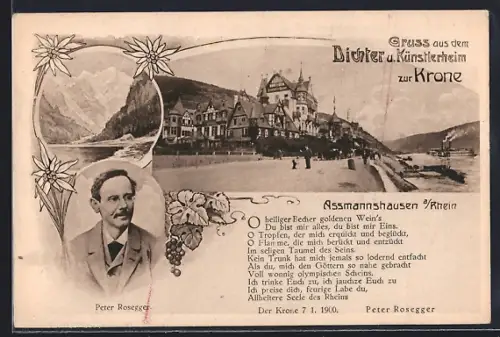 Gruss aus dem
Dichter u. Künstlerheim
zur Krone
Assmannshausen a/Rhein
O heiliger Becher goldenen Wein's
Du bist mir alles, du bist mir Eins.
O Tropfen, der mich erquickt und beglückt,
O Flamme, die mich berückt und entzückt
Im seligen Taumel des Seins.
Kein Trunk hat mich jemals so lodernd entfacht
Als du, mich den Göttern so nahe gebracht
Voll wonnig olympischen Scheins.
Ich trinke Euch zu, ich jauchze Euch zu
Ich preise dich, feurige Labe du,
Allheitere Seele des Rheins
Der Krone 7 1. 1900. Peter Rosegger
Peter Rosegger